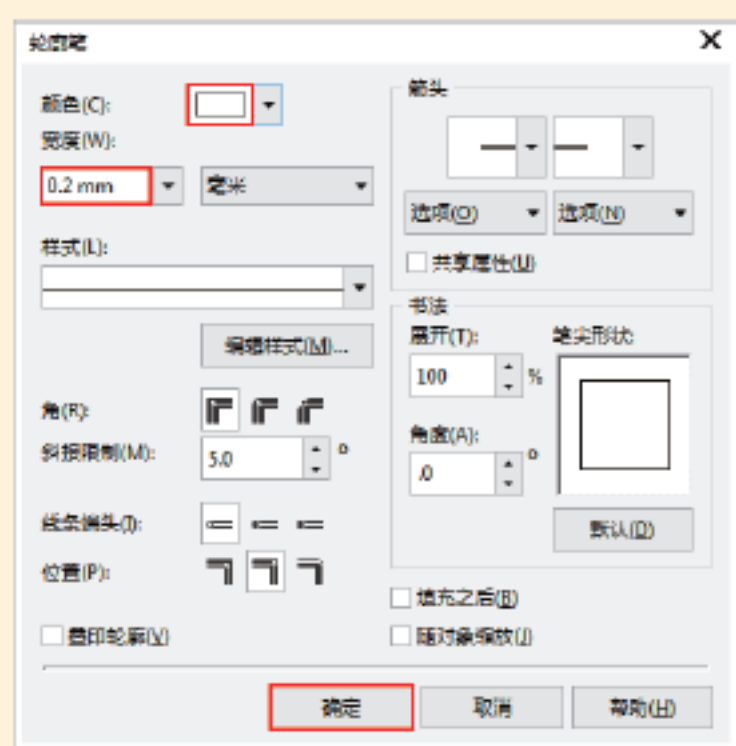 轮廓笔
颜色(C):
宽度(W):
0.2 mm
毫米
样式(L):
编辑样式(M)...
角(R):
斜接限制(M):
5.0
°
线条端头(T):
位置(P):
叠印轮廓(V)
箭头
选项(O)
选项(N)
共享属性(U)
书法
展开(T):
笔尖形状:
100
%
角度(A):
.0
°
默认(D)
填充之后(B)
随对象缩放(J)
确定
取消
帮助(H)